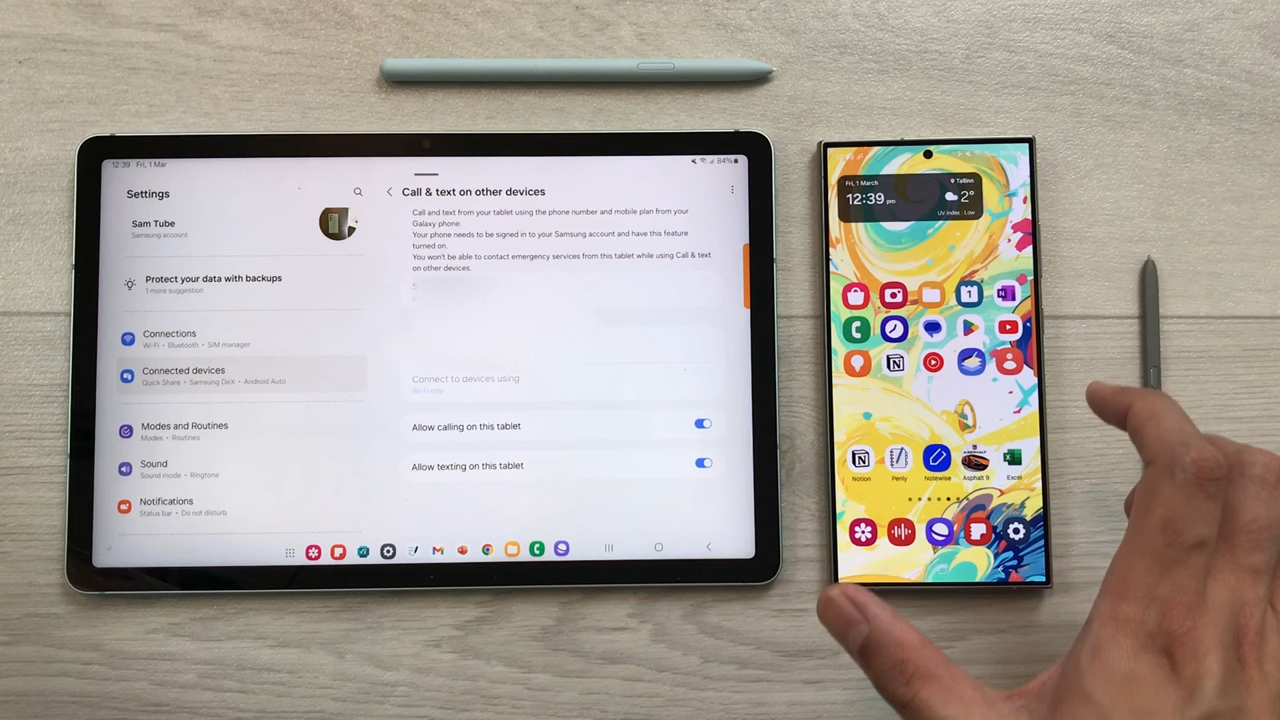 12:39 Fri, 1 Mar
84%
Settings
Sam Tube
Samsung account
Protect your data with backups
1 more suggestion
Connections
Wi-Fi • Bluetooth • SIM manager
Connected devices
Quick Share • Samsung DeX • Android Auto
Modes and Routines
Modes • Routines
Sound
Sound mode • Ringtone
Notifications
Status bar • Do not disturb
Call & text on other devices
Call and text from your tablet using the phone number and mobile plan from your
Galaxy phone.
Your phone needs to be signed in to your Samsung account and have this feature
turned on.
You won't be able to contact emergency services from this tablet while using Call & text
on other devices.
Connect to devices using
Wi-Fi only
Allow calling on this tablet
Allow texting on this tablet
Fri, 1 March
12:39 pm
Tallinn
2°
UV index : Low
1
Notion
Penly
Notewise
Asphalt 9
Excel